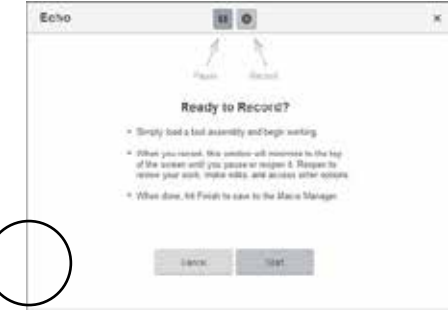 Echo
Pause Record
Ready to Record?
• Simply load a tool assembly and begin working.
• When you record, this window will minimize to the top
of the screen until you pause or reopen it. Reopen to
review your work, make edits, and access other options.
• When done, hit Finish to save to the Macro Manager.
Cancel Start